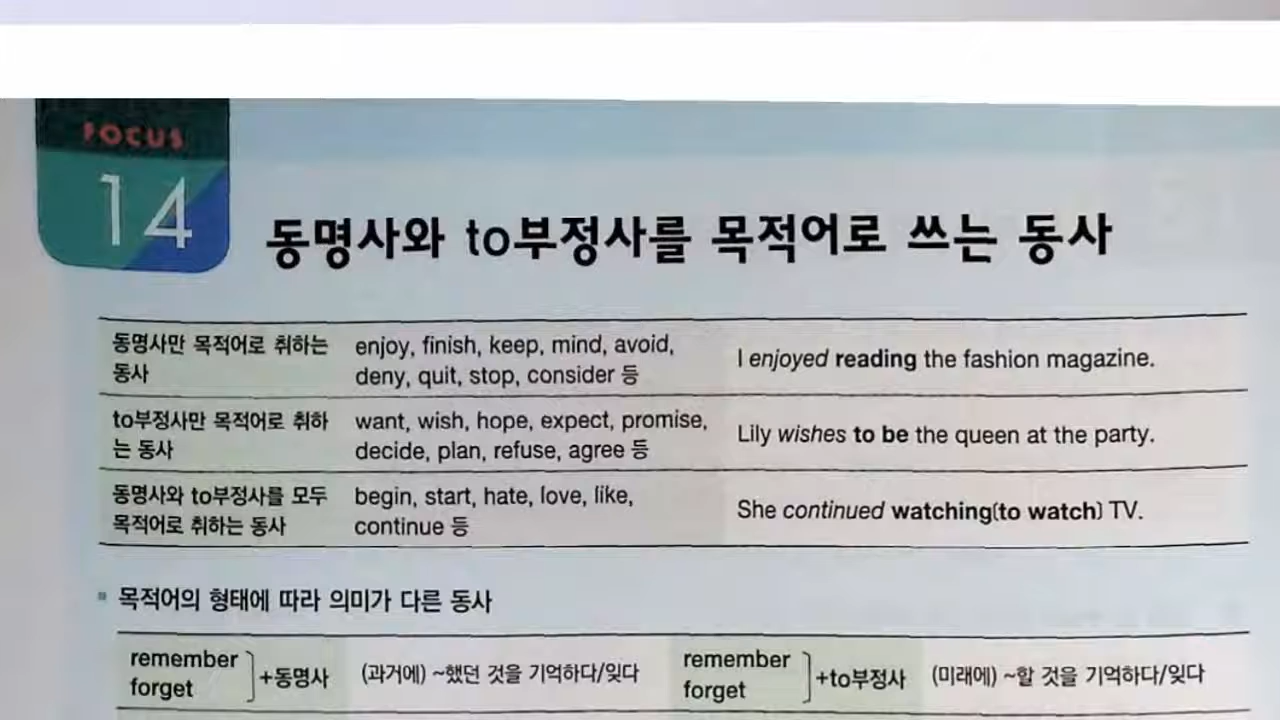 FOCUS
14
동명사와 to부정사를 목적어로 쓰는 동사
동명사만 목적어로 취하는
동사
enjoy, finish, keep, mind, avoid,
deny, quit, stop, consider 등
I enjoyed reading the fashion magazine.
to부정사만 목적어로 취하
는 동사
want, wish, hope, expect, promise,
decide, plan, refuse, agree 등
Lily wishes to be the queen at the party.
동명사와 to부정사를 모두
목적어로 취하는 동사
begin, start, hate, love, like,
continue 등
She continued watching(to watch) TV.
목적어의 형태에 따라 의미가 다른 동사
remember
forget
+동명사
(과거에) ~했던 것을 기억하다/잊다
remember
forget
+to부정사
(미래에) ~할 것을 기억하다/잊다